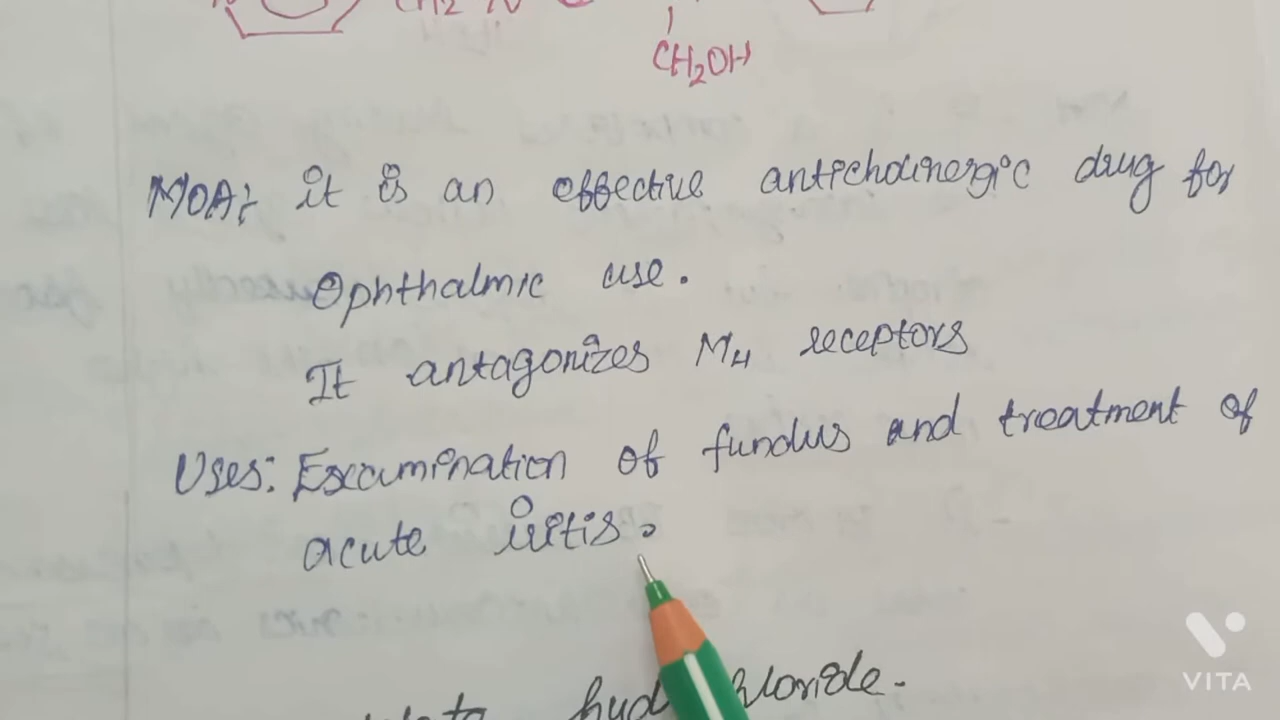 CH2
N
CH2OH
MOA: it is an effective anticholinergic drug for
Ophthalmic use.
It antagonizes M4 receptors
Uses: Examination of fundus and treatment of
acute iritis.
VITA